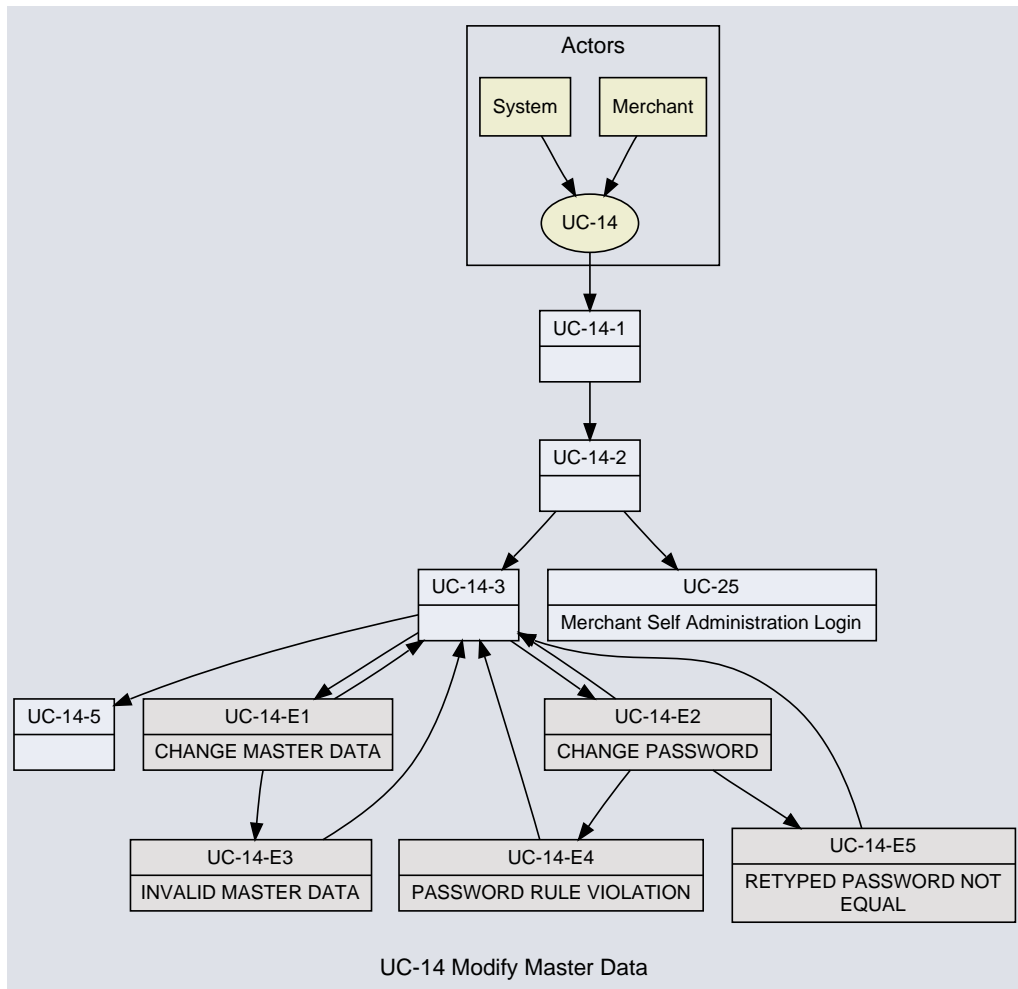 Actors
System
Merchant
UC-14
UC-14-1
UC-14-2
UC-14-3
UC-25
Merchant Self Administration Login
UC-14-5
UC-14-E1
CHANGE MASTER DATA
UC-14-E2
CHANGE PASSWORD
UC-14-E3
INVALID MASTER DATA
UC-14-E4
PASSWORD RULE VIOLATION
UC-14-E5
RETYPED PASSWORD NOT
EQUAL
UC-14 Modify Master Data